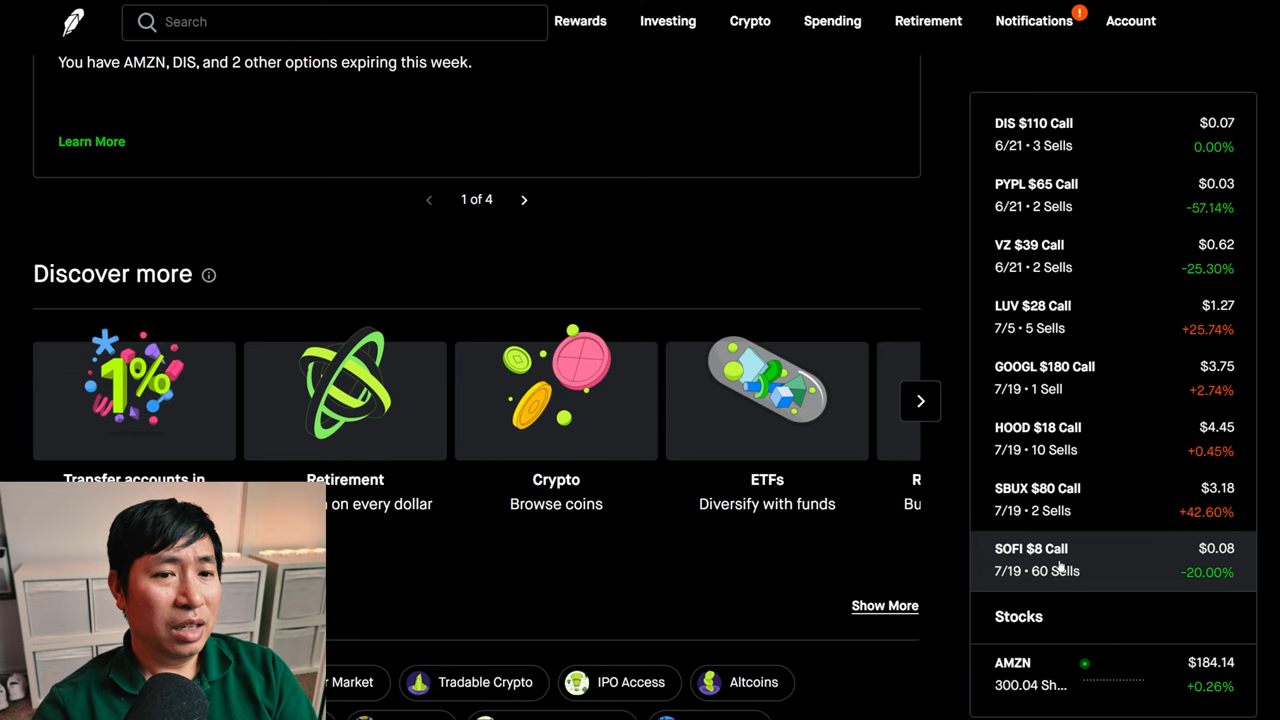 Search
Rewards
Investing
Crypto
Spending
Retirement
Notifications
!
Account
You have AMZN, DIS, and 2 other options expiring this week.
Learn More
1 of 4
Discover more
1%
Transfer accounts in
Retirement
on every dollar
Crypto
Browse coins
ETFs
Diversify with funds
R
Bu
Show More
Market
Tradable Crypto
IPO Access
Altcoins
DIS $110 Call
$0.07
6/21 • 3 Sells
0.00%
PYPL $65 Call
$0.03
6/21 • 2 Sells
-57.14%
VZ $39 Call
$0.62
6/21 • 2 Sells
-25.30%
LUV $28 Call
$1.27
7/5 • 5 Sells
+25.74%
GOOGL $180 Call
$3.75
7/19 • 1 Sell
+2.74%
HOOD $18 Call
$4.45
7/19 • 10 Sells
+0.45%
SBUX $80 Call
$3.18
7/19 • 2 Sells
+42.60%
SOFI $8 Call
$0.08
7/19 • 60 Sells
-20.00%
Stocks
AMZN
$184.14
300.04 Sh...
+0.26%